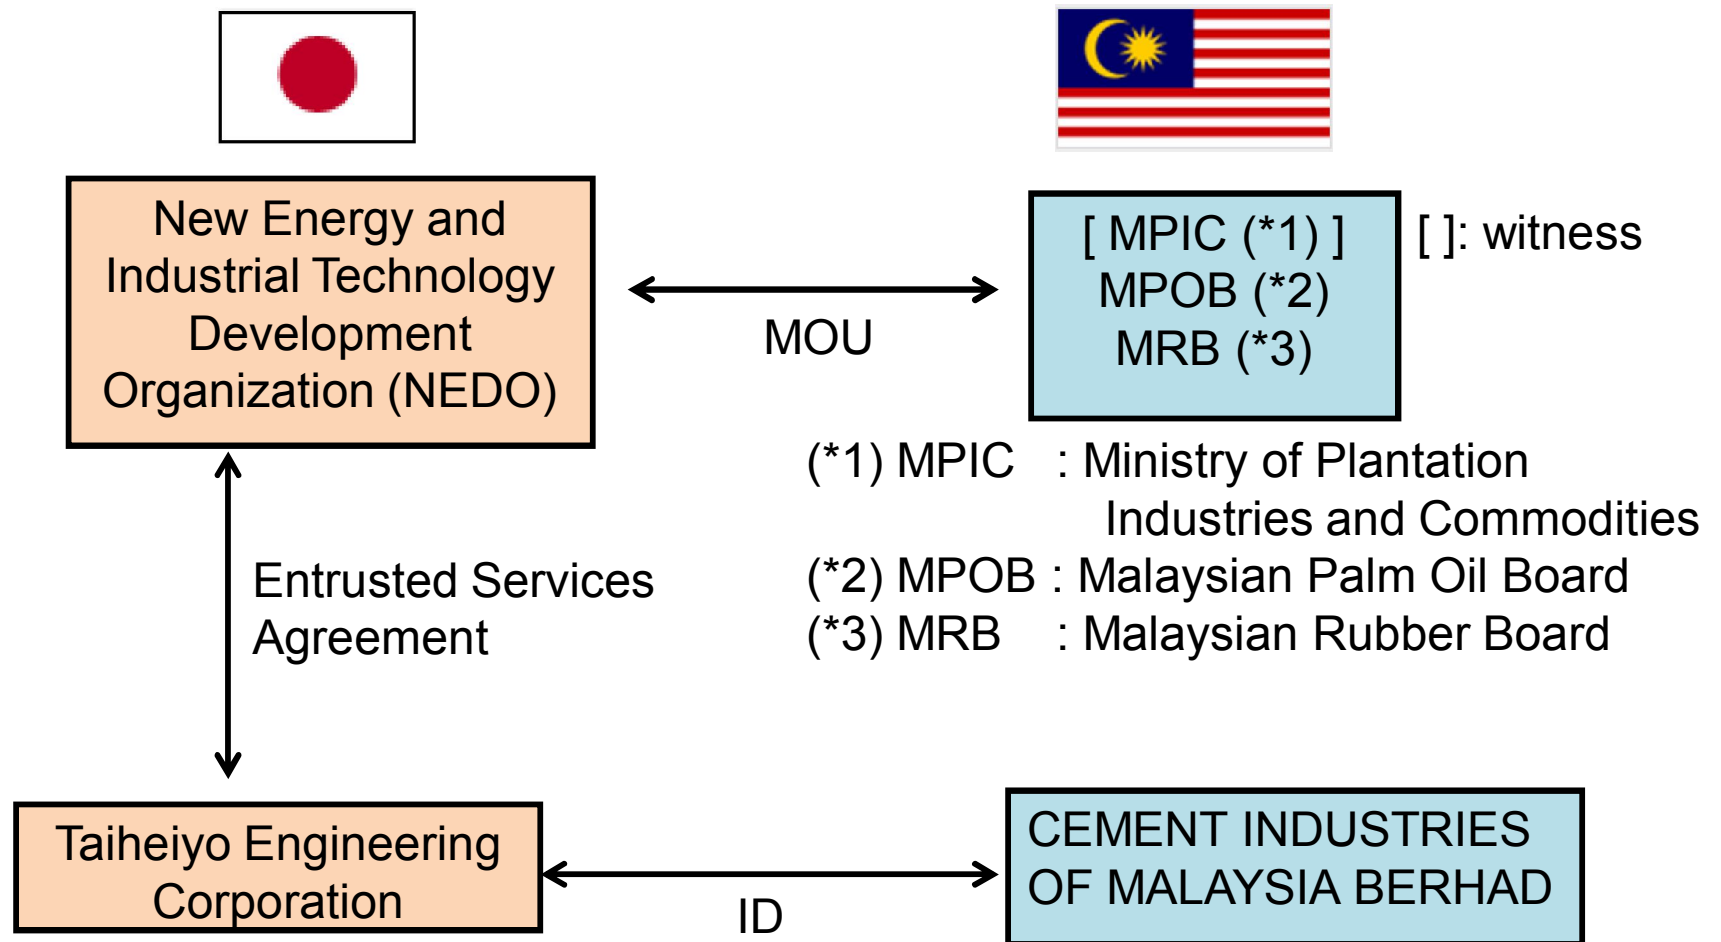 New Energy and
Industrial Technology
Development
Organization (NEDO)
MOU
[ MPIC (*1) ]
MPOB (*2)
MRB (*3)
[ ]: witness
(*1) MPIC : Ministry of Plantation
Industries and Commodities
(*2) MPOB : Malaysian Palm Oil Board
(*3) MRB : Malaysian Rubber Board
Entrusted Services
Agreement
Taiheiyo Engineering
Corporation
ID
CEMENT INDUSTRIES
OF MALAYSIA BERHAD